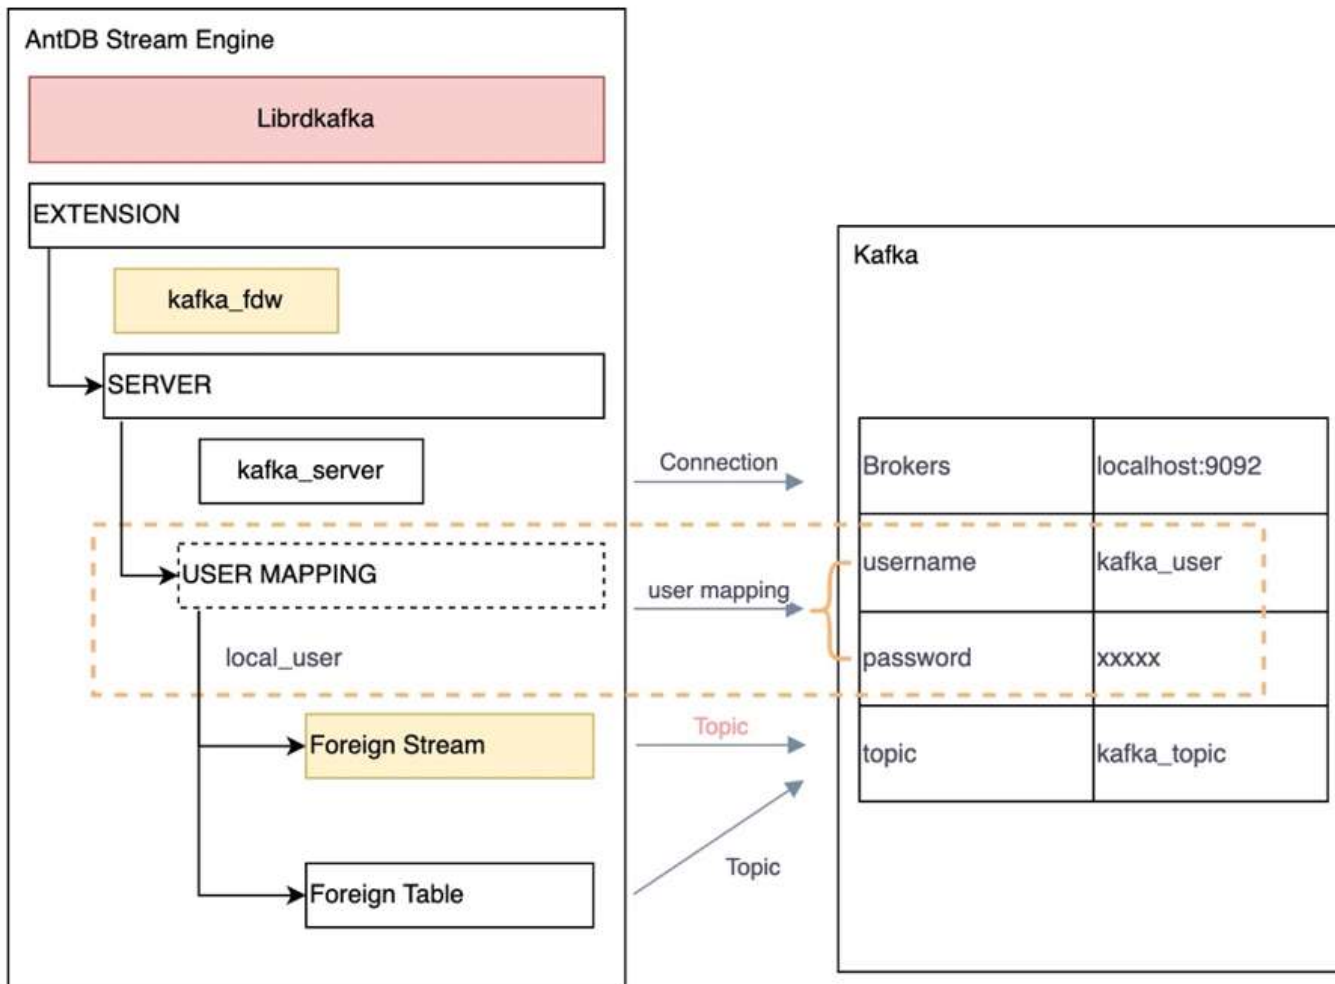 AntDB Stream Engine
Librdkafka
EXTENSION
kafka_fdw
SERVER
kafka_server
USER MAPPING
local_user
Foreign Stream
Foreign Table
Connection
user mapping
Topic
Topic
Kafka
Brokers localhost:9092
username kafka_user
password xxxxx
topic kafka_topic